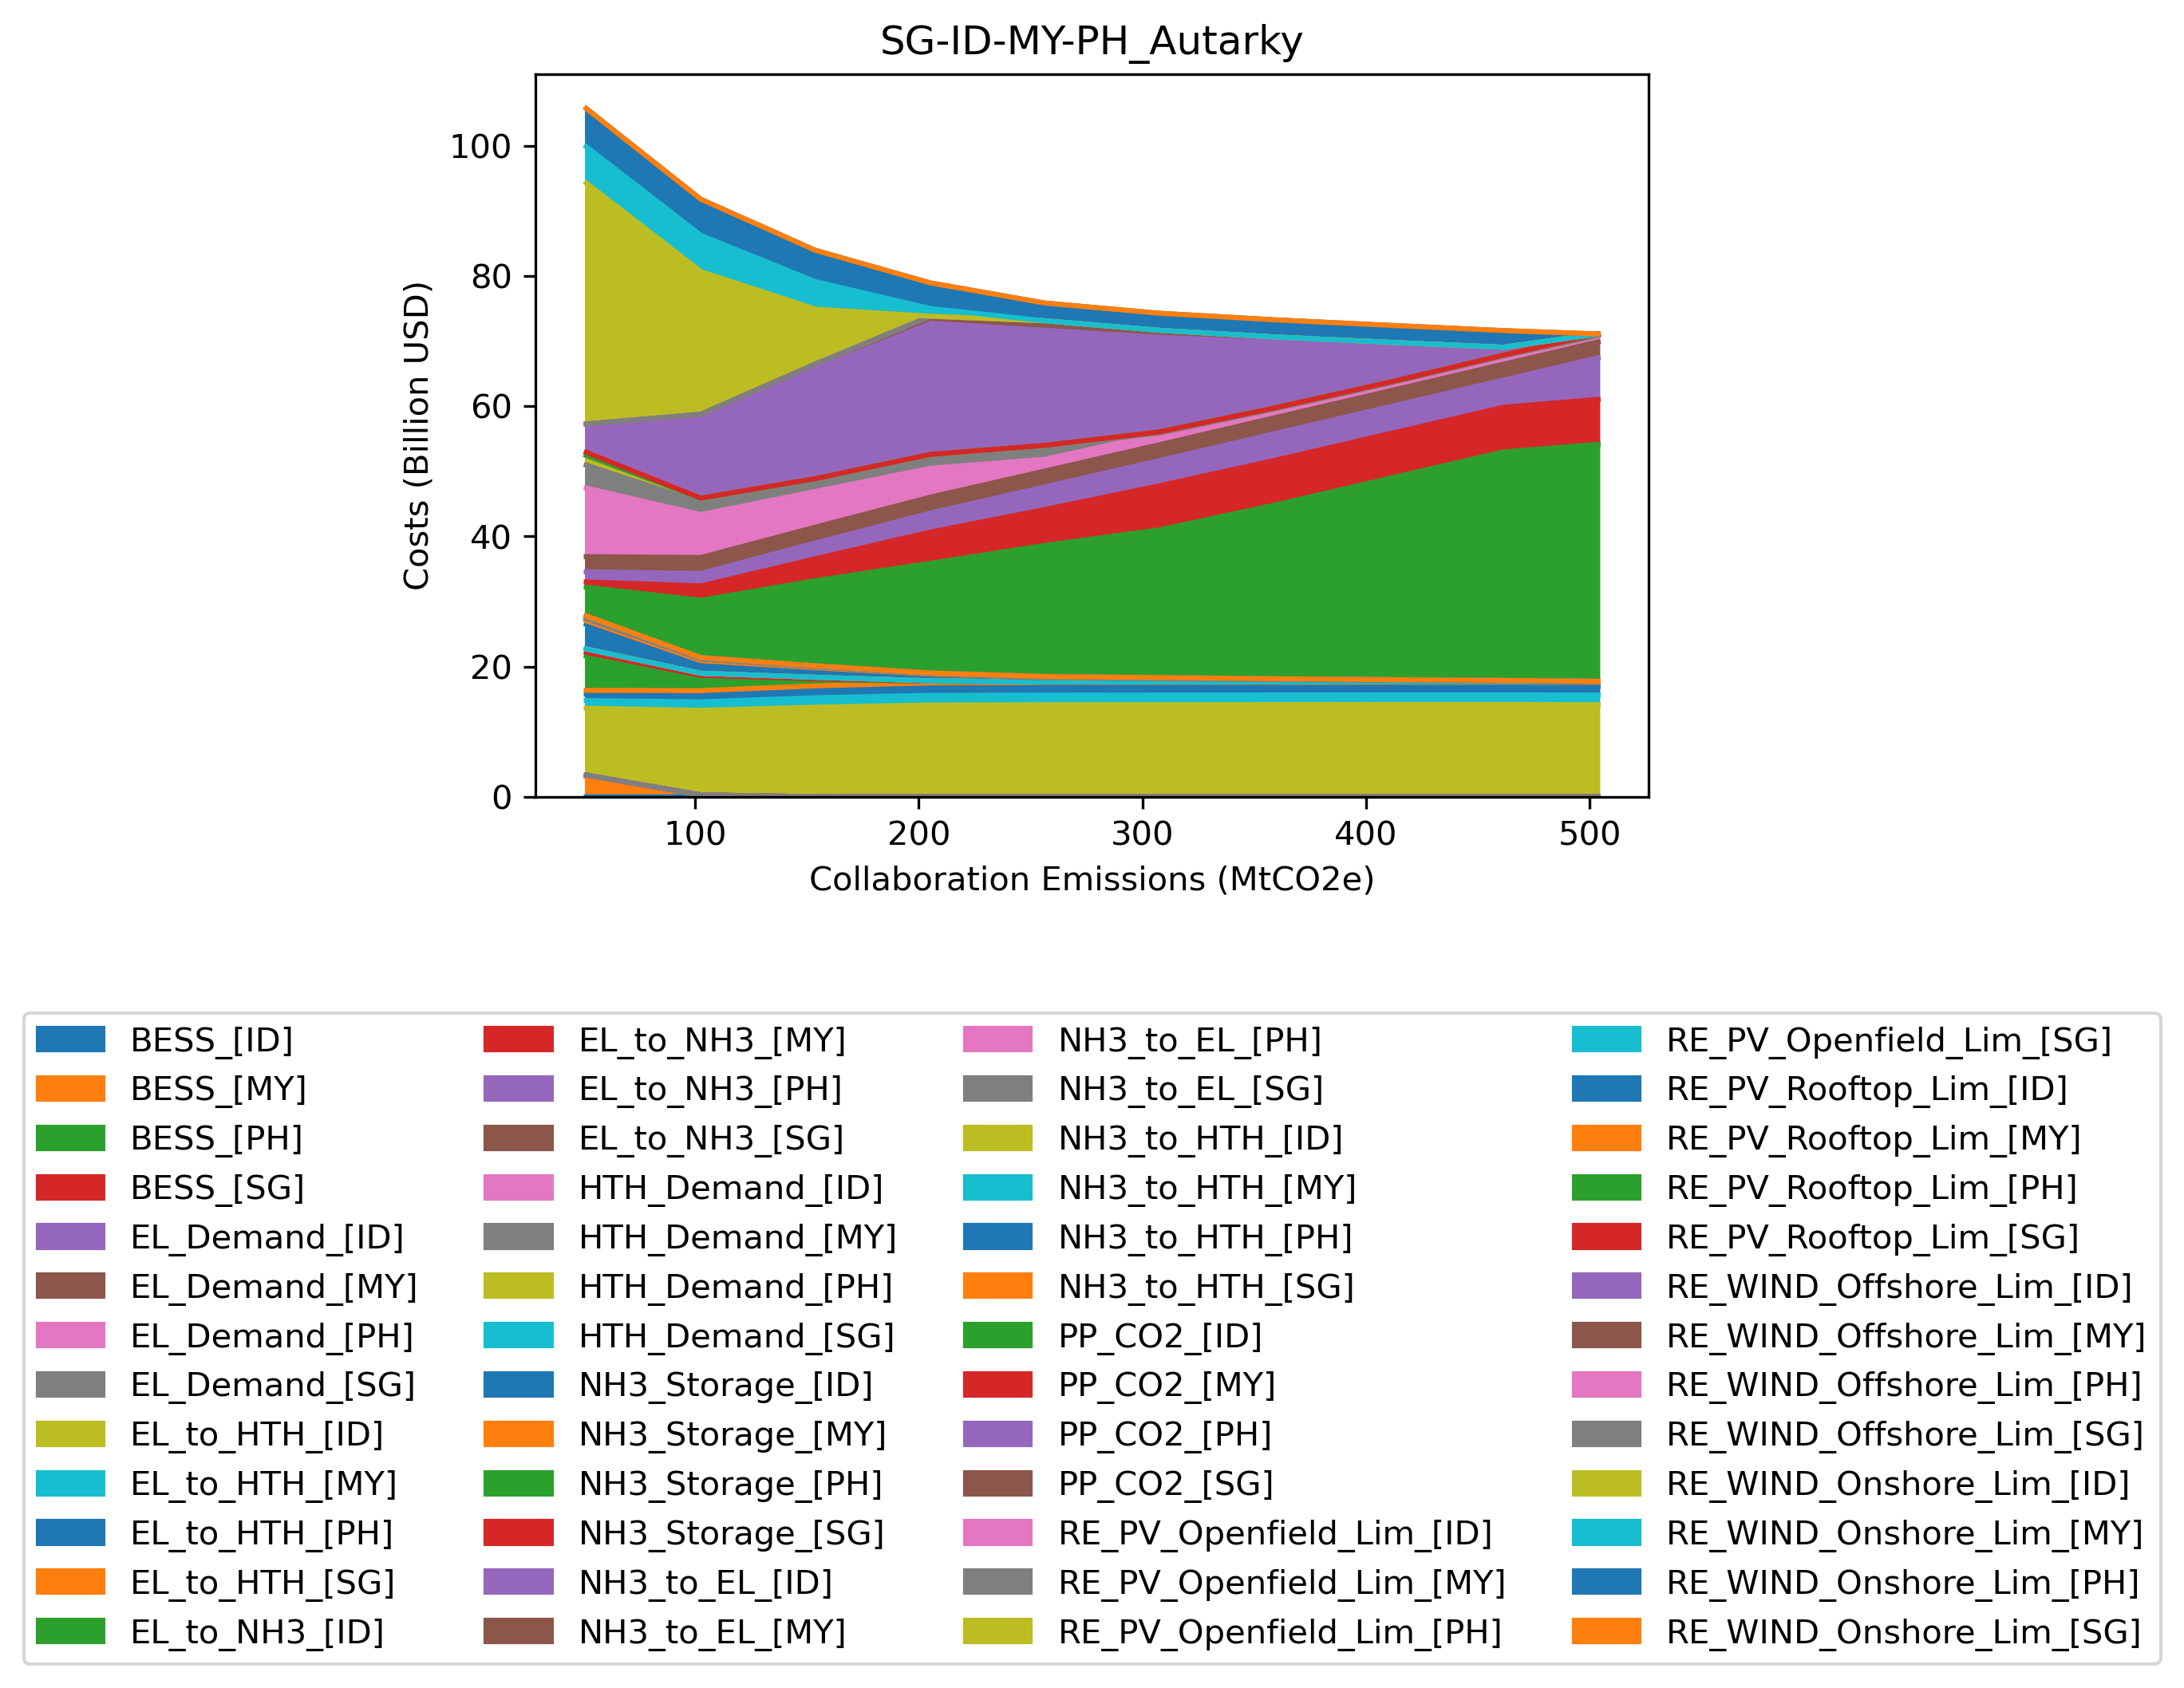 SG-ID-MY-PH_Autarky
Costs (Billion USD)
100
80
60
40
20
0
100 200 300 400 500
Collaboration Emissions (MtCO2e)
BESS_[ID]
BESS_[MY]
BESS_[PH]
BESS_[SG]
EL_Demand_[ID]
EL_Demand_[MY]
EL_Demand_[PH]
EL_Demand_[SG]
EL_to_HTH_[ID]
EL_to_HTH_[MY]
EL_to_HTH_[PH]
EL_to_HTH_[SG]
EL_to_NH3_[ID]
EL_to_NH3_[MY]
EL_to_NH3_[PH]
EL_to_NH3_[SG]
HTH_Demand_[ID]
HTH_Demand_[MY]
HTH_Demand_[PH]
HTH_Demand_[SG]
NH3_Storage_[ID]
NH3_Storage_[MY]
NH3_Storage_[PH]
NH3_Storage_[SG]
NH3_to_EL_[ID]
NH3_to_EL_[MY]
NH3_to_EL_[PH]
NH3_to_EL_[SG]
NH3_to_HTH_[ID]
NH3_to_HTH_[MY]
NH3_to_HTH_[PH]
NH3_to_HTH_[SG]
PP_CO2_[ID]
PP_CO2_[MY]
PP_CO2_[PH]
PP_CO2_[SG]
RE_PV_Openfield_Lim_[ID]
RE_PV_Openfield_Lim_[MY]
RE_PV_Openfield_Lim_[PH]
RE_PV_Openfield_Lim_[SG]
RE_PV_Rooftop_Lim_[ID]
RE_PV_Rooftop_Lim_[MY]
RE_PV_Rooftop_Lim_[PH]
RE_PV_Rooftop_Lim_[SG]
RE_WIND_Offshore_Lim_[ID]
RE_WIND_Offshore_Lim_[MY]
RE_WIND_Offshore_Lim_[PH]
RE_WIND_Offshore_Lim_[SG]
RE_WIND_Onshore_Lim_[ID]
RE_WIND_Onshore_Lim_[MY]
RE_WIND_Onshore_Lim_[PH]
RE_WIND_Onshore_Lim_[SG]